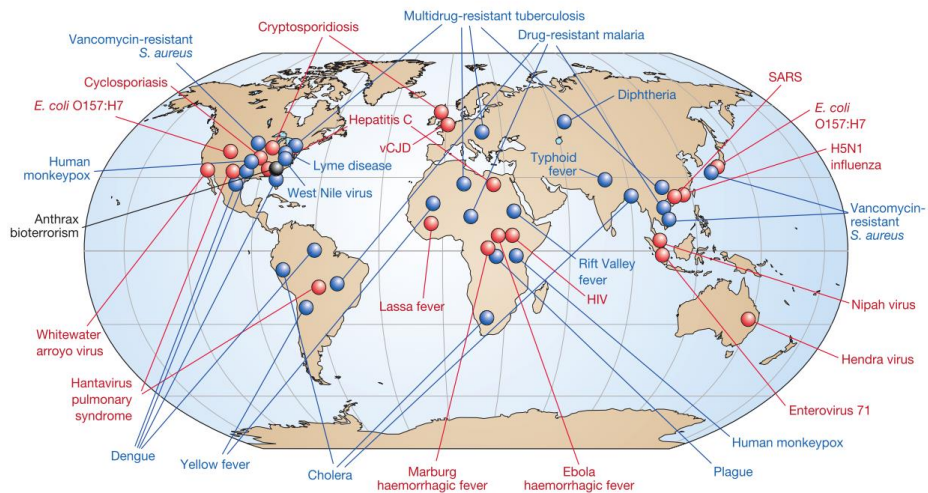 Multidrug-resistant tuberculosis
Cryptosporidiosis
Drug-resistant malaria
Vancomycin-resistant
S. aureus
SARS
Cyclosporiasis
Diphtheria
E. coli O157:H7
E. coli
O157:H7
Hepatitis C
vCJD
H5N1
influenza
Human
monkeypox
Lyme disease
Typhoid
fever
West Nile virus
Anthrax
bioterrorism
Vancomycin-
resistant
S. aureus
Rift Valley
fever
Lassa fever
HIV
Nipah virus
Whitewater
arroyo virus
Hendra virus
Hantavirus
pulmonary
syndrome
Enterovirus 71
Human monkeypox
Dengue
Yellow fever
Cholera
Marburg
haemorrhagic fever
Ebola
haemorrhagic fever
Plague